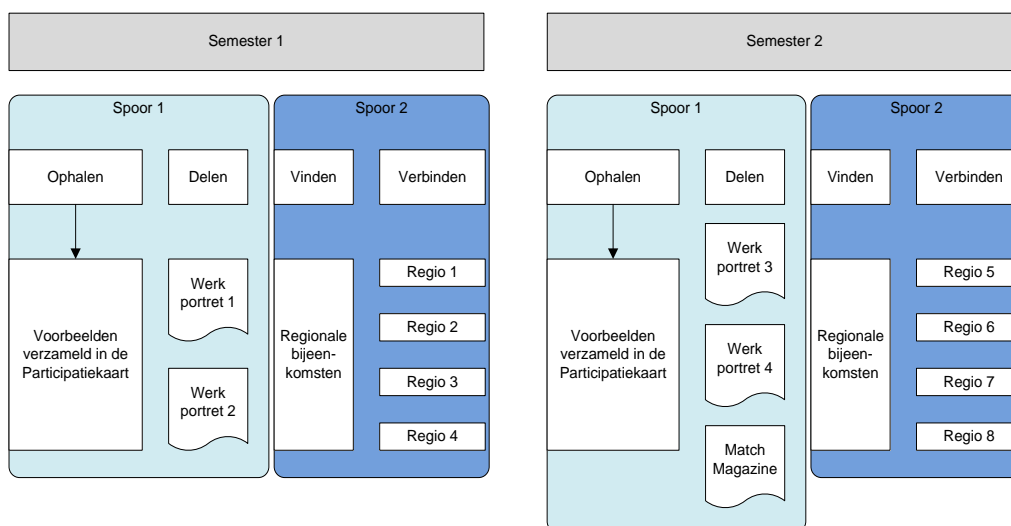 Semester 1
Spoor 1
Spoor 2
Ophalen
Delen
Vinden
Verbinden
Voorbeelden
verzameld in de
Participatiekaart
Werk
portret 1
Werk
portret 2
Regionale
bijeen-
komsten
Regio 1
Regio 2
Regio 3
Regio 4
Semester 2
Spoor 1
Spoor 2
Ophalen
Delen
Vinden
Verbinden
Voorbeelden
verzameld in de
Participatiekaart
Werk
portret 3
Werk
portret 4
Match
Magazine
Regionale
bijeen-
komsten
Regio 5
Regio 6
Regio 7
Regio 8